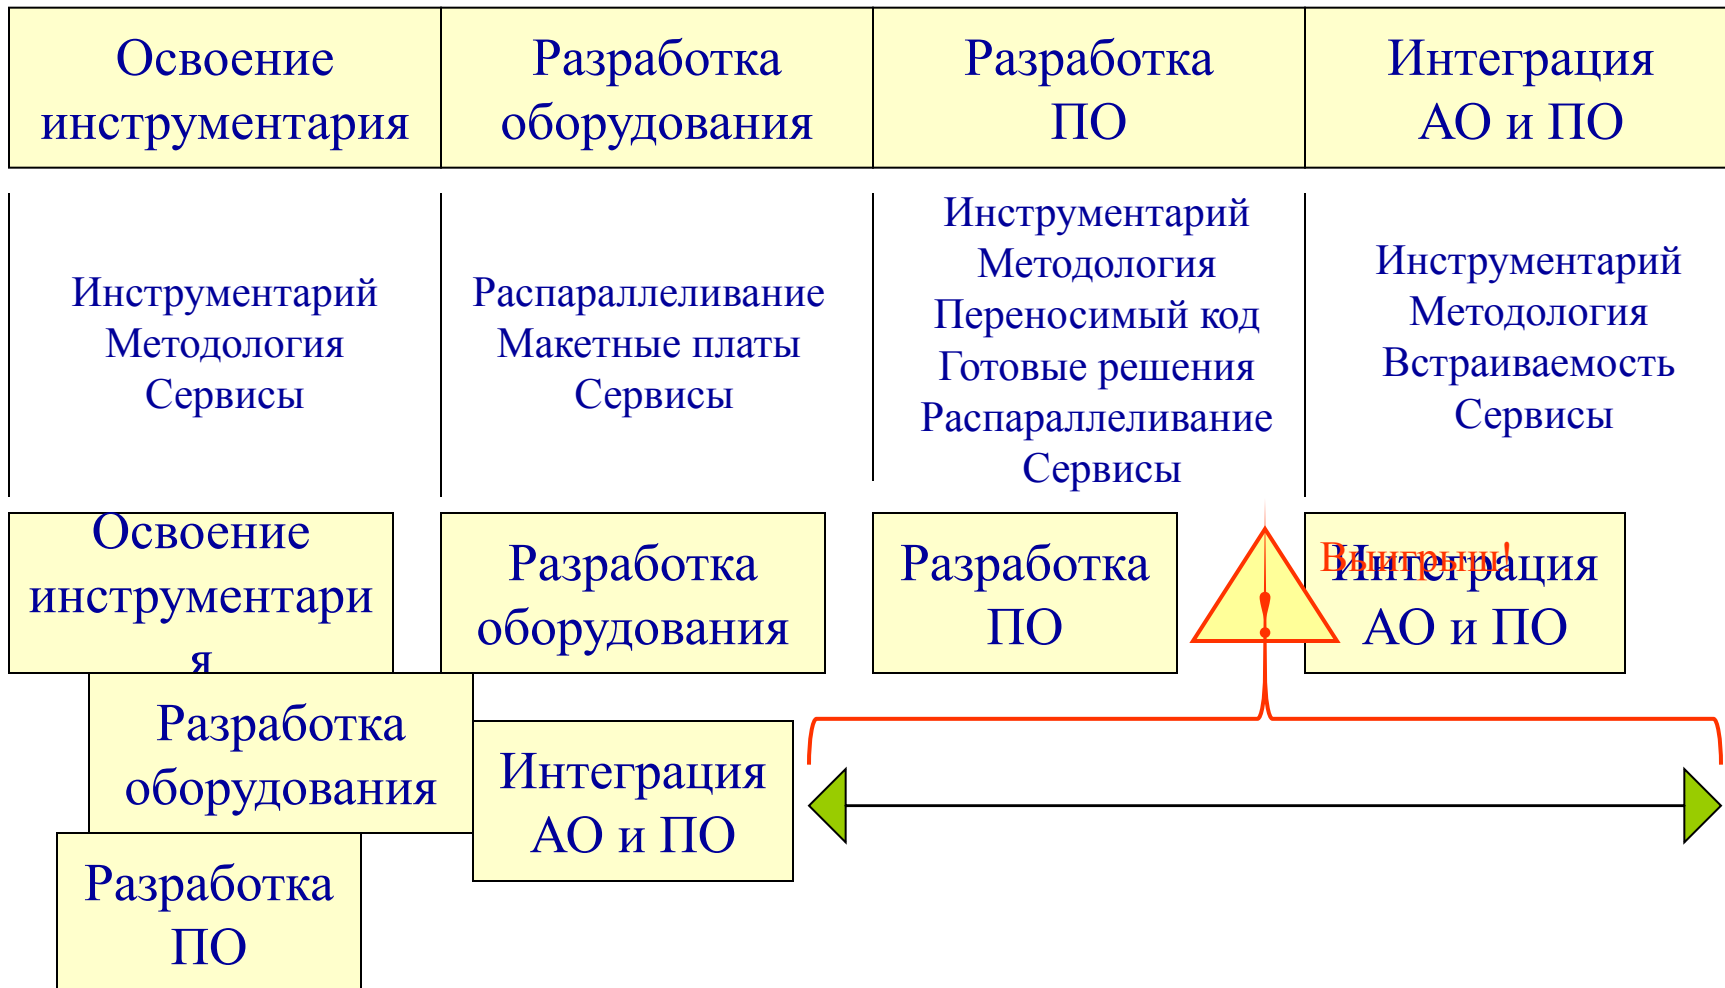 Освоение
инструментария
Разработка
оборудования
Разработка
ПО
Интеграция
АО и ПО
Инструментарий
Методология
Сервисы
Распараллеливание
Макетные платы
Сервисы
Инструментарий
Методология
Переносимый код
Готовые решения
Распараллеливание
Сервисы
Инструментарий
Методология
Встраиваемость
Сервисы
Освоение
инструментари
я
Разработка
оборудования
Разработка
ПО
!
Выигрыш!
Интеграция
АО и ПО
Разработка
оборудования
Интеграция
АО и ПО
Разработка
ПО